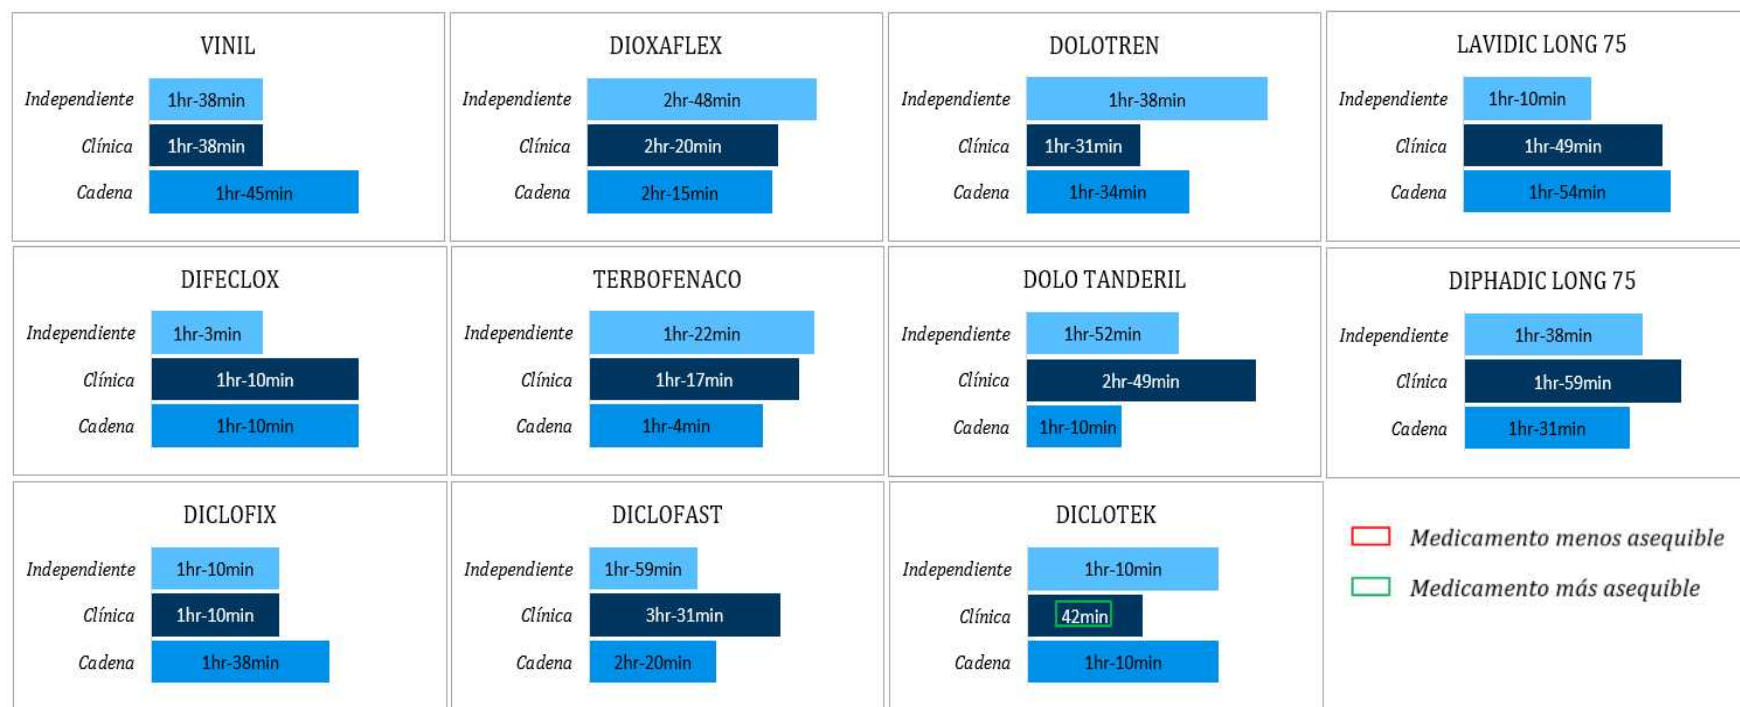 VINIL
Independiente 1hr-38min
Clínica 1hr-38min
Cadena 1hr-45min
DIOXAFLEX
Independiente 2hr-48min
Clínica 2hr-20min
Cadena 2hr-15min
DOLOTREN
Independiente 1hr-38min
Clínica 1hr-31min
Cadena 1hr-34min
LAVIDIC LONG 75
Independiente 1hr-10min
Clínica 1hr-49min
Cadena 1hr-54min
DIFECLOX
Independiente 1hr-3min
Clínica 1hr-10min
Cadena 1hr-10min
TERBOFENACO
Independiente 1hr-22min
Clínica 1hr-17min
Cadena 1hr-4min
DOLO TANDERIL
Independiente 1hr-52min
Clínica 2hr-49min
Cadena 1hr-10min
DIPHADIC LONG 75
Independiente 1hr-38min
Clínica 1hr-59min
Cadena 1hr-31min
DICLOFIX
Independiente 1hr-10min
Clínica 1hr-10min
Cadena 1hr-38min
DICLOFAST
Independiente 1hr-59min
Clínica 3hr-31min
Cadena 2hr-20min
DICLOTEK
Independiente 1hr-10min
Clínica 42min
Cadena 1hr-10min
Medicamento menos asequible
Medicamento más asequible